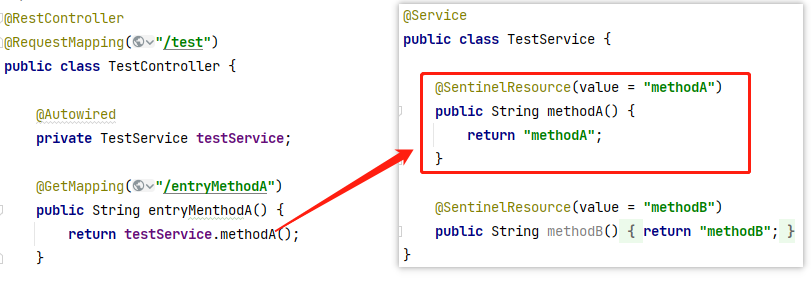 @RestController
@RequestMapping("/test")
public class TestController {
@Autowired
private TestService testService;
@GetMapping("/entryMethodA")
public String entryMenthodA() {
return testService.methodA();
}
@Service
public class TestService {
@SentinelResource(value = "methodA")
public String methodA() {
return "methodA";
}
@SentinelResource(value = "methodB")
public String methodB() { return "methodB"; }
}